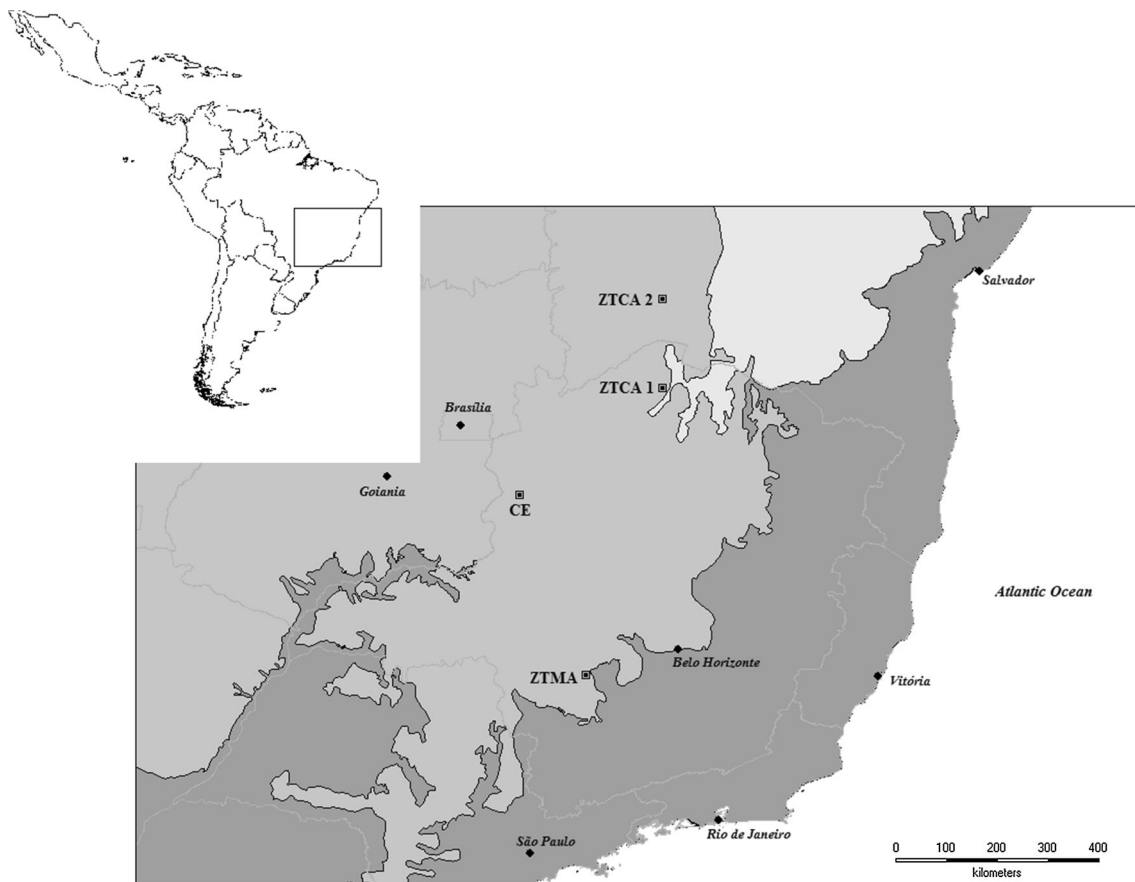 Salvador
ZTCA 2
ZTCA 1
Brasília
Goiania
CE
Atlantic Ocean
Belo Horizonte
ZTMA
Vitória
Rio de Janeiro
São Paulo
0 100 200 300 400
kilometers